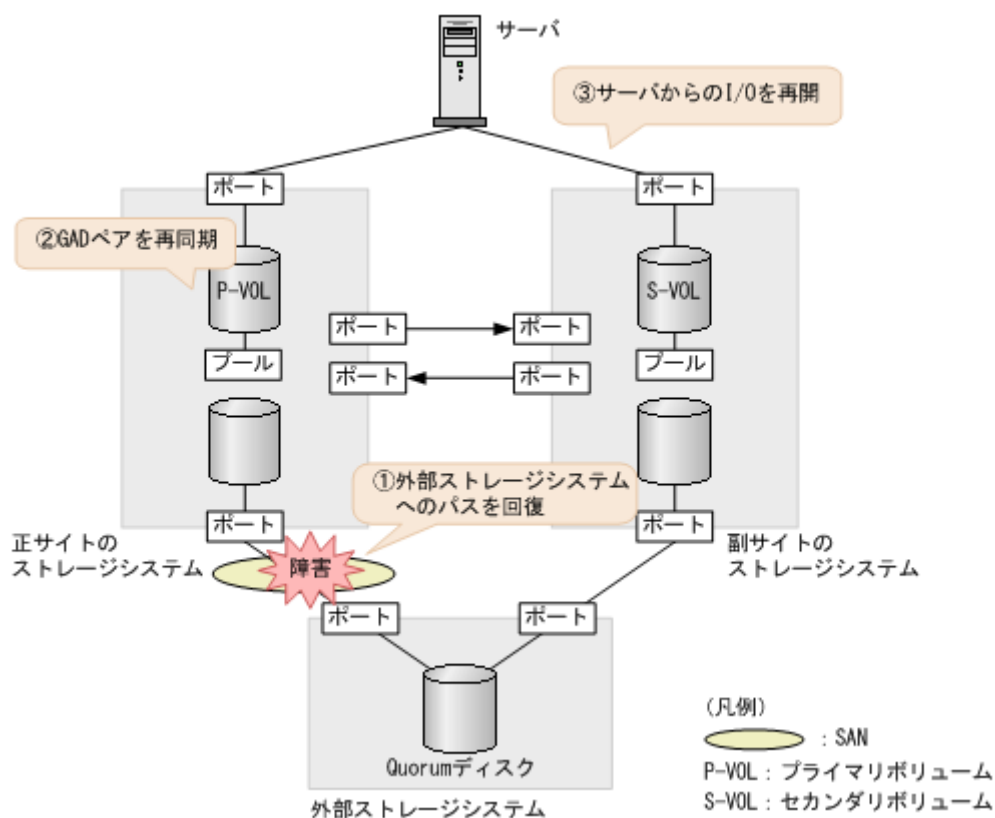 サーバ
③サーバからのI/Oを再開
ポート
ポート
②GADペアを再同期
P-VOL
S-VOL
ポート
ポート
プール
プール
ポート
ポート
①外部ストレージシステム
へのパスを回復
ポート
ポート
正サイトの
ストレージシステム
障害
副サイトの
ストレージシステム
ポート
ポート
Quorumディスク
外部ストレージシステム
(凡例)
:SAN
P-VOL:プライマリボリューム
S-VOL:セカンダリボリューム